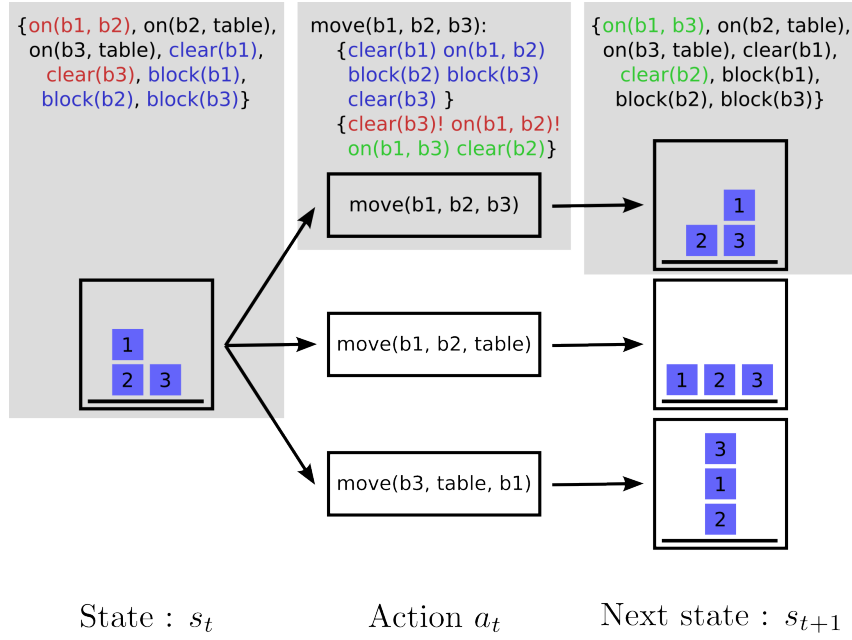 {on(b1, b2), on(b2, table),
on(b3, table), clear(b1),
clear(b3), block(b1),
block(b2), block(b3)}
move(b1, b2, b3):
{clear(b1) on(b1, b2)
block(b2) block(b3)
clear(b3) }
{clear(b3)! on(b1, b2)!
on(b1, b3) clear(b2)}
{on(b1, b3), on(b2, table),
on(b3, table), clear(b1),
clear(b2), block(b1),
block(b2), block(b3)}
move(b1, b2, b3)
1
2 3
1
2 3
move(b1, b2, table)
1 2 3
move(b3, table, b1)
3
1
2
State : s_t
Action a_t
Next state : s_{t+1}